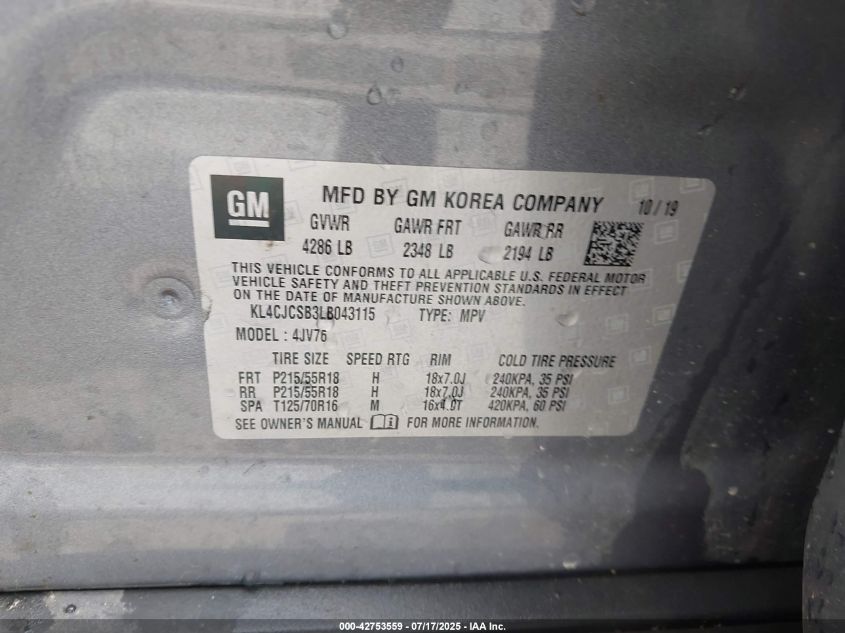 GM
MFD BY GM KOREA COMPANY 10/19
GVWR GAWR FRT GAWR RR
4286 LB 2348 LB 2194 LB
THIS VEHICLE CONFORMS TO ALL APPLICABLE U.S. FEDERAL MOTOR
VEHICLE SAFETY AND THEFT PREVENTION STANDARDS IN EFFECT
ON THE DATE OF MANUFACTURE SHOWN ABOVE.
KL4CJCSB3LB043115 TYPE: MPV
MODEL : 4JV76
TIRE SIZE SPEED RTG RIM COLD TIRE PRESSURE
FRT P215/55R18 H 18x7.0J 240KPA, 35 PSI
RR P215/55R18 H 18x7.0J 240KPA, 35 PSI
SPA T125/70R16 M 16x4.0T 420KPA, 60 PSI
SEE OWNER'S MANUAL FOR MORE INFORMATION.
000-42753559 - 07/17/2025 - IAA Inc.